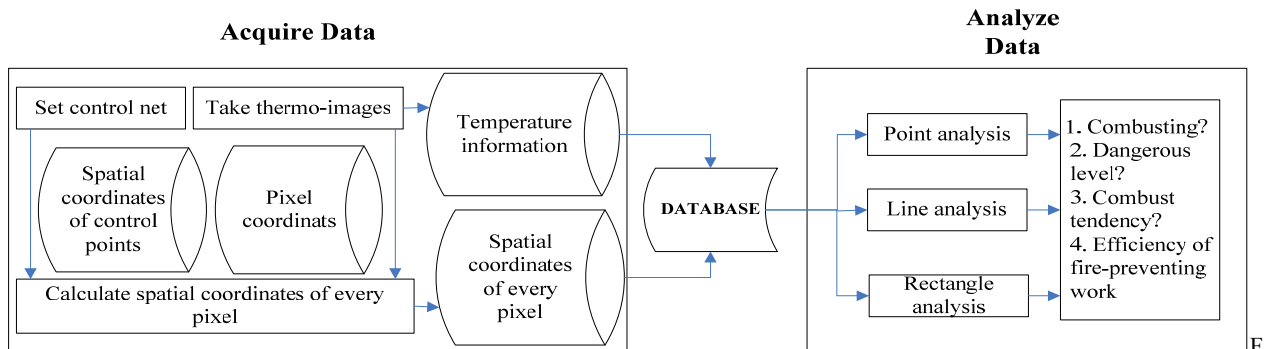 Acquire Data
Analyze
Data
Set control net
Take thermo-images
Temperature
information
Spatial
coordinates
of control
points
Pixel
coordinats
Calculate spatial coordinates of every
pixel
Spatial
coordinates
of every
pixel
DATABASE
Point analysis
Line analysis
Rectangle
analysis
1. Combusting?
2. Dangerous
level?
3. Combust
tendency?
4. Efficiency of
fire-preventing
work
F